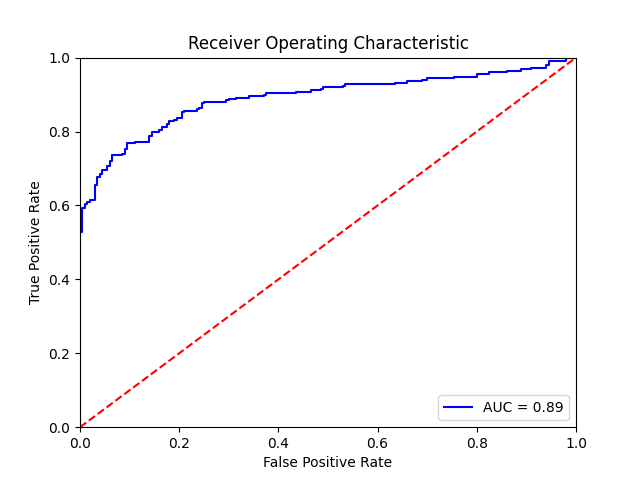 Receiver Operating Characteristic
1.0
0.8
0.6
0.4
0.2
0.0
True Positive Rate
AUC = 0.89
0.0 0.2 0.4 0.6 0.8 1.0
False Positive Rate